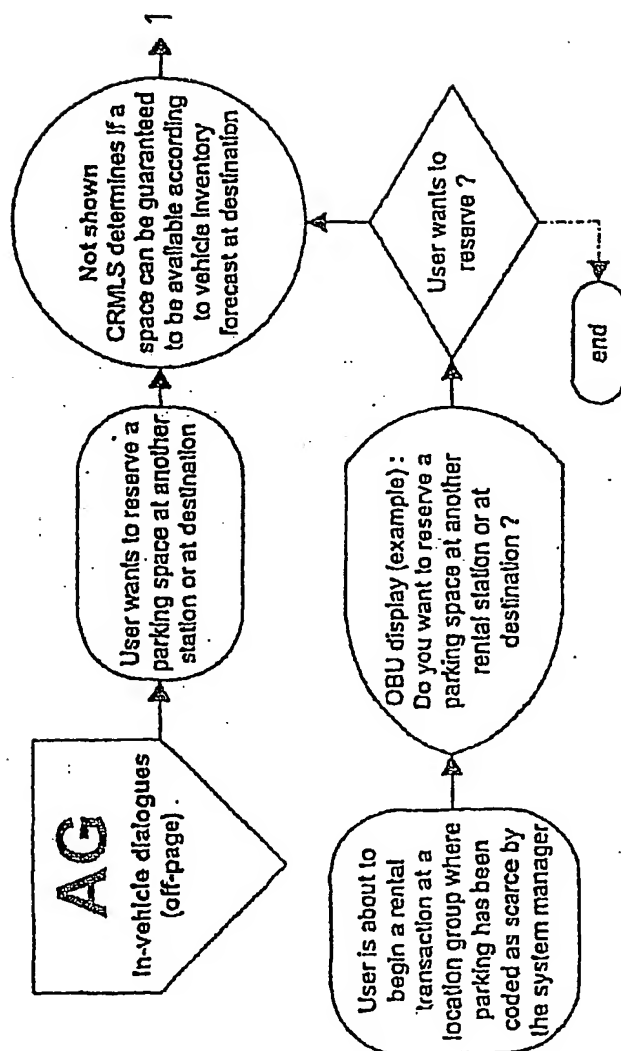 AG
In-vehicle dialogues
(off-page) .
User wants to reserve a
parking space at another
station or at destination
Not shown
CRMLS determines if a
space can be guaranteed
to be available according
to vehicle inventory
forecast at destination
1
User is about to
begin a rental
transaction at a
location group where
parking has been
coded as scarce by
the system manager
OBU display (example) :
Do you want to reserve a
parking space at another
rental station or at
destination ?
User wants to
reserve ?
end